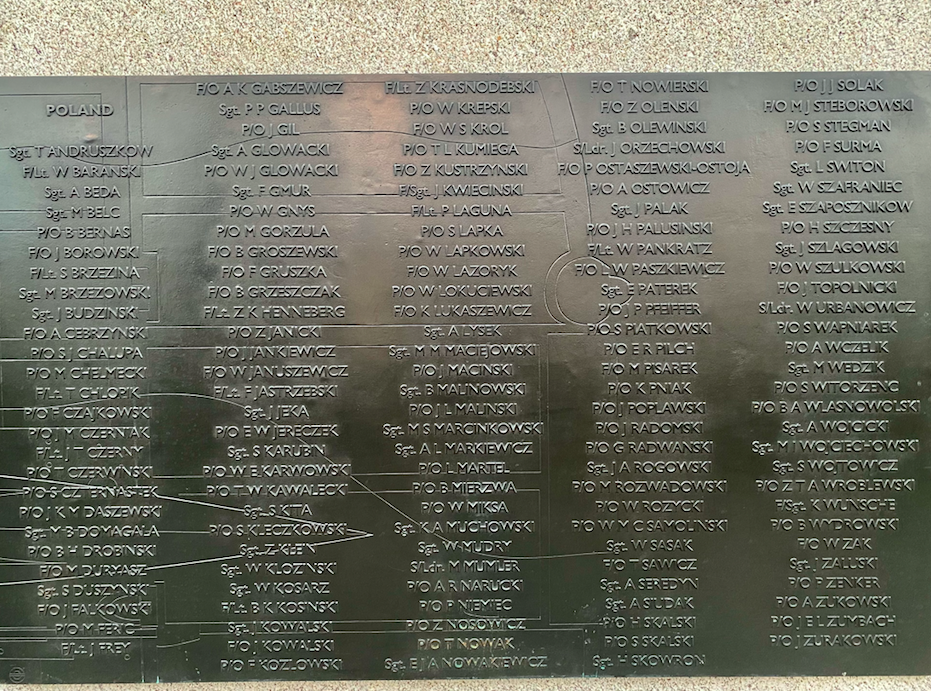 POLAND
Sgt. T ANDRUSZKOW
F/Lt. W BARANSKI
Sgt. A BEDA
Sgt. M BELC
P/O B BERNAS
F/O J BOROWSKI
F/Lt. S BRZEZINA
Sgt. M BRZEZOWSKI
Sgt. J BUDZINSKI
F/O A CEBRZYNSKI
P/O S J CHALUPA
P/O M CHELMECKI
F/Lt. T CHLOPIK
P/O F CZAJKOWSKI
P/O J M CZERNIAK
F/Lt. J T CZERNY
P/O T CZERWINSKI
P/O S CZTERNASTEK
P/O J K M DASZEWSKI
Sgt. M B DOMAGALA
P/O B H DROBINSKI
F/O M DURYASZ
Sgt. S DUSZYNSKI
F/O J FALKOWSKI
P/O M FERIC
F/Lt. J FREY
F/O A K GABSZEWICZ
Sgt. P P GALLUS
P/O J GIL
Sgt. A GLOWACKI
P/O W J GLOWACKI
Sgt. F GMUR
P/O W GNYS
P/O M GORZULA
F/O B GROSZEWSKI
F/O F GRUSZKA
F/O B GRZESZCZAK
F/Lt. Z K HENNEBERG
P/O Z JANICKI
P/O J JANKIEWICZ
F/O W JANUSZEWICZ
F/Lt. F JASTRZEBSKI
Sgt. J JEKA
P/O E W JERECZEK
Sgt. S KARUBIN
P/O W E KARWOWSKI
P/O T W KAWALECKI
Sgt. S KITA
P/O S KLECZKOWSKI
Sgt. Z KLEIN
Sgt. W KLOZINSKI
Sgt. W KOSARZ
F/Lt. B K KOSINSKI
Sgt. J KOWALSKI
F/O J KOWALSKI
P/O F KOZLOWSKI
F/Lt. Z KRASNODEBSKI
P/O W KREPSKI
F/O W S KROL
P/O T L KUMIEGA
F/O Z KUSTRZYNSKI
F/Sgt. J KWIECINSKI
F/Lt. P LAGUNA
P/O S LAPKA
P/O W LAPKOWSKI
F/O W LAZORYK
P/O W LOKUCIEWSKI
F/O K LUKASZEWICZ
Sgt. A LYSEK
Sgt. M M MACIEJOWSKI
P/O J MACINSKI
Sgt. B MALINOWSKI
P/O J L MALINSKI
Sgt. M S MARCINKOWSKI
Sgt. A L MARKIEWICZ
P/O L MARTEL
P/O B MIERZWA
P/O W MIKSA
Sgt. K A MUCHOWSKI
Sgt. W MUDRY
S/Ldr. M MUMLER
P/O A R NARUCKI
P/O P NIEMIEC
P/O Z NOSOWICZ
P/O T NOWAK
Sgt. E J A NOWAKIEWICZ
F/O T NOWIERSKI
F/O Z OLENSKI
Sgt. B OLEWINSKI
S/Ldr. J ORZECHOWSKI
F/O P OSTASZEWSKI-OSTOJA
P/O A OSTOWICZ
Sgt. J PALAK
P/O J H PALUSINSKI
F/Lt. W PANKRATZ
F/O L W PASZKIEWICZ
Sgt. E PATEREK
P/O J P PFEIFFER
P/O S PIATKOWSKI
P/O E R PILCH
F/O M PISAREK
P/O K PNIAK
P/O J POPLAWSKI
P/O J RADOMSKI
P/O G RADWANSKI
Sgt. J A ROGOWSKI
P/O M ROZWADOWSKI
P/O W ROZYCKI
P/O W M C SAMOLINSKI
Sgt. W SASAK
F/O T SAWICZ
Sgt. A SEREDYN
Sgt. A SIUDAK
P/O H SKALSKI
P/O S SKALSKI
Sgt. H SKOWRON
P/O J J SOLAK
F/O M J STEBOROWSKI
P/O S STEGMAN
P/O F SURMA
Sgt. L SWITON
Sgt. W SZAFRANIEC
Sgt. E SZAPOSZNIKOW
P/O H SZCZESNY
Sgt. J SZLAGOWSKI
P/O W SZULKOWSKI
F/O J TOPOLNICKI
S/Ldr. W URBANOWICZ
P/O S WAPNIAREK
P/O A WCZELIK
Sgt. M WEDZIK
P/O S WITORZENC
P/O B A WLASNOWOLSKI
Sgt. A WOJCICKI
Sgt. M I WOJCIECHOWSKI
Sgt. S WOJTOWICZ
P/O Z T A WROBLEWSKI
F/Sgt. K WUNSCHE
P/O B WYDROWSKI
F/O W ZAK
Sgt. J ZALUSKI
P/O P ZENKER
P/O A ZUKOWSKI
P/O J E L ZUMBACH
P/O J ZURAKOWSKI